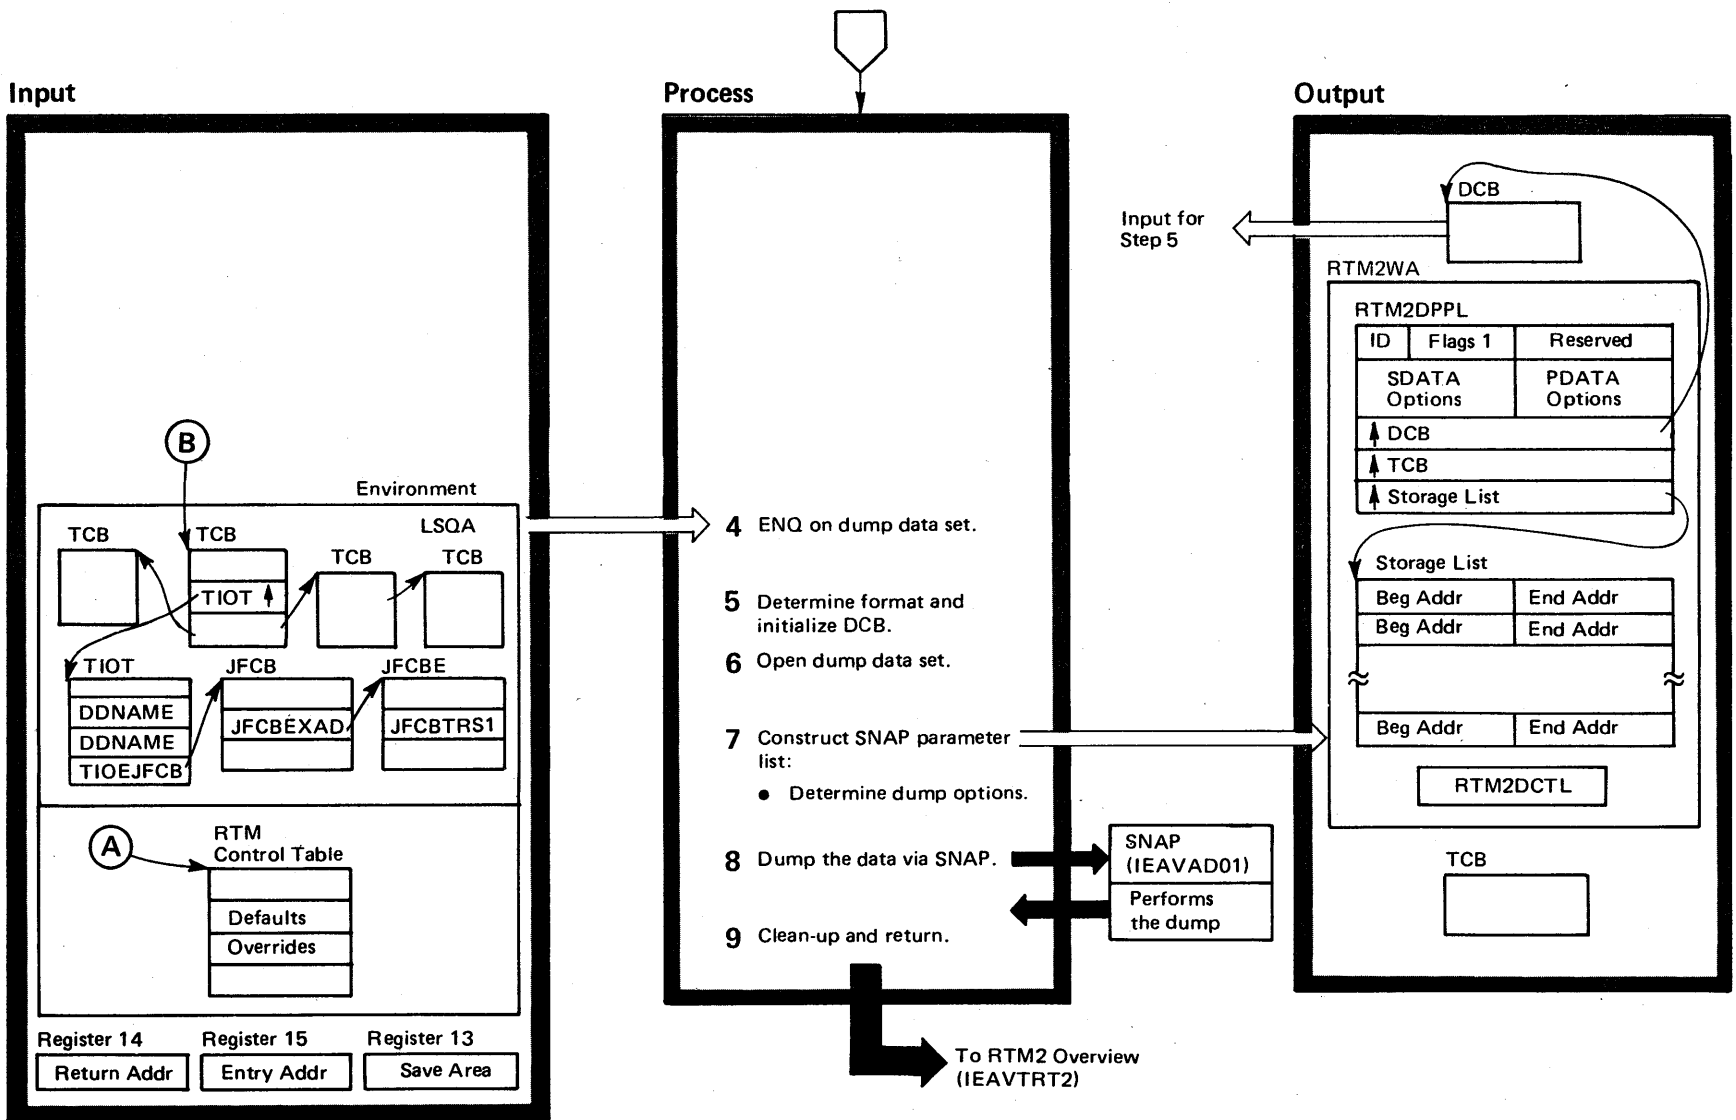 Input
Process
Output
DCB
Input for
Step 5
RTM2WA
RTM2DPPL
ID Flags 1 Reserved
SDATA
Options
PDATA
Options
DCB
TCB
Storage List
Storage List
Beg Addr End Addr
Beg Addr End Addr
Beg Addr End Addr
RTM2DCTL
TCB
B
Environment
LSQA
TCB
TCB
TCB
TCB
TIOT
TIOT
JFCB
JFCBE
DDNAME
DDNAME
TIOEJFCB
JFCBEXAD
JFCBTRS1
A
RTM
Control Table
Defaults
Overrides
Register 14
Register 15
Register 13
Return Addr
Entry Addr
Save Area
4 ENQ on dump data set.
5 Determine format and
initialize DCB.
6 Open dump data set.
7 Construct SNAP parameter
list:
● Determine dump options.
8 Dump the data via SNAP.
9 Clean-up and return.
SNAP
(IEAVAD01)
Performs
the dump
To RTM2 Overview
(IEAVTRT2)